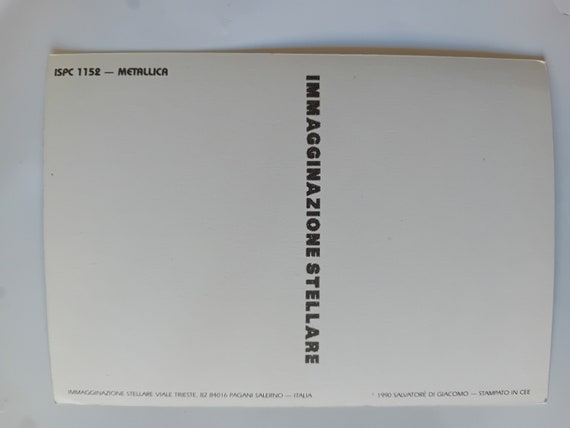 ISPC 1152 — METALLICA
IMMAGGINAZIONE STELLARE
IMMAGGINAZIONE STELLARE VIALE TRIESTE, 82 84016 PAGANI SALERNO — ITALIA
1990 SALVATORE DI GIACOMO — STAMPATO IN CEE